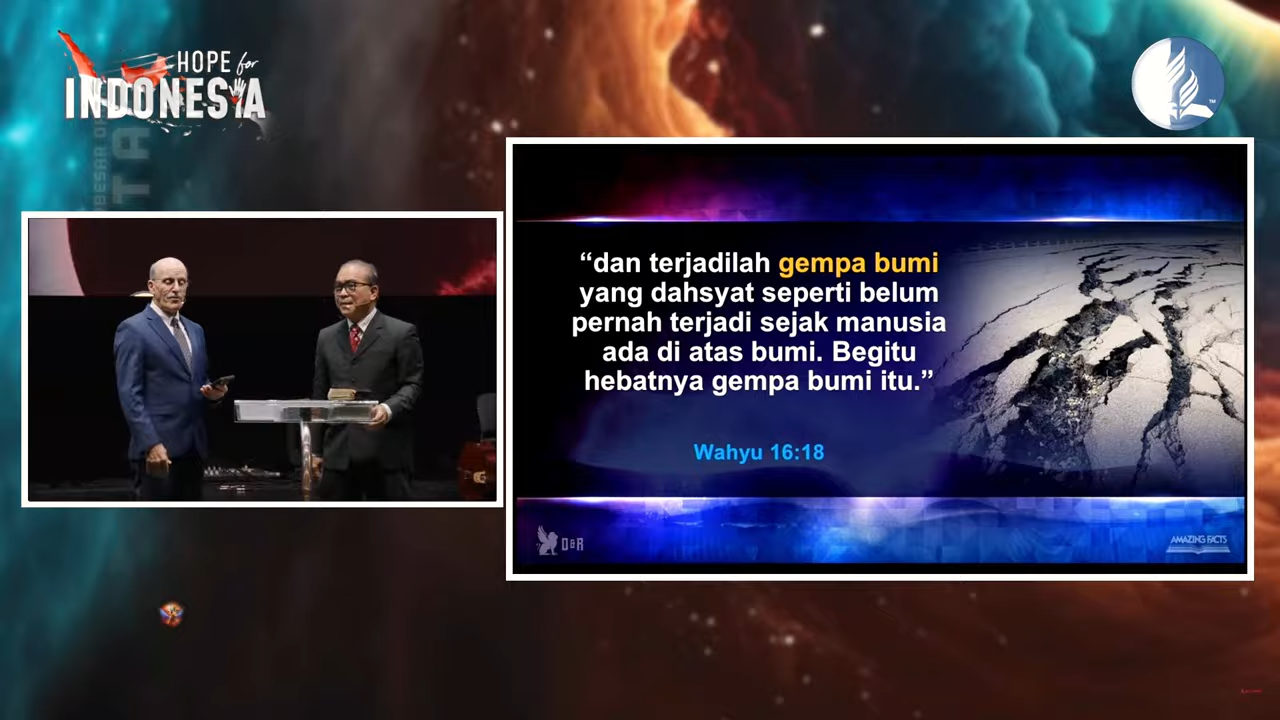 HOPE for
INDONESIA
“dan terjadilah gempa bumi
yang dahsyat seperti belum
pernah terjadi sejak manusia
ada di atas bumi. Begitu
hebatnya gempa bumi itu.”
Wahyu 16:18
D&R
AMAZING FACTS